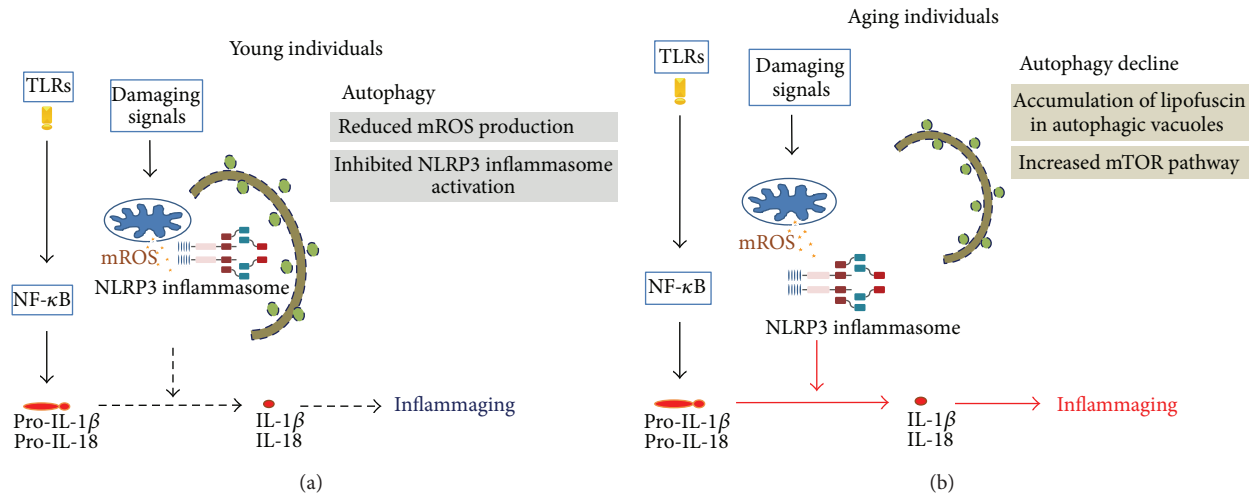 Young individuals
TLRs
Damaging
signals
Autophagy
Reduced mROS production
Inhibited NLRP3 inflammasome
activation
mROS
NLRP3 inflammasome
NF-κB
Pro-IL-1β
Pro-IL-18
IL-1β
IL-18
Inflammaging
(a)
Aging individuals
TLRs
Damaging
signals
Autophagy decline
Accumulation of lipofuscin
in autophagic vacuoles
Increased mTOR pathway
mROS
NF-κB
NLRP3 inflammasome
Pro-IL-1β
Pro-IL-18
IL-1β
IL-18
Inflammaging
(b)